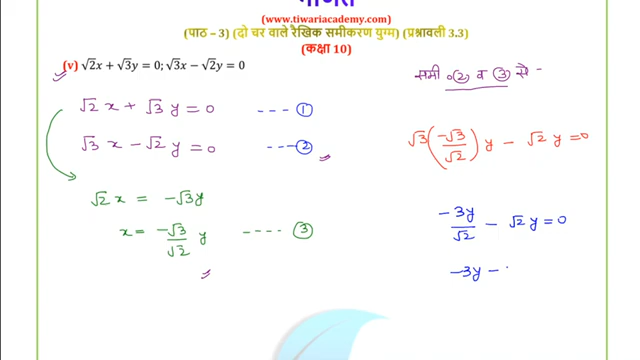 गणित
(www.tiwariacademy.com)
(पाठ – 3) (दो चर वाले रैखिक समीकरण युग्म) (प्रश्नावली 3.3)
(कक्षा 10)
(v) √2x + √3y = 0; √3x − √2y = 0
√2 x + √3 y = 0 ---- ①
√3 x − √2 y = 0 ---- ②
√2 x = −√3y
x = −√3/√2 y ---- ③
समी ② व ③ से -
√3(−√3/√2) y − √2 y = 0
−3y/√2 − √2 y = 0
−3y −